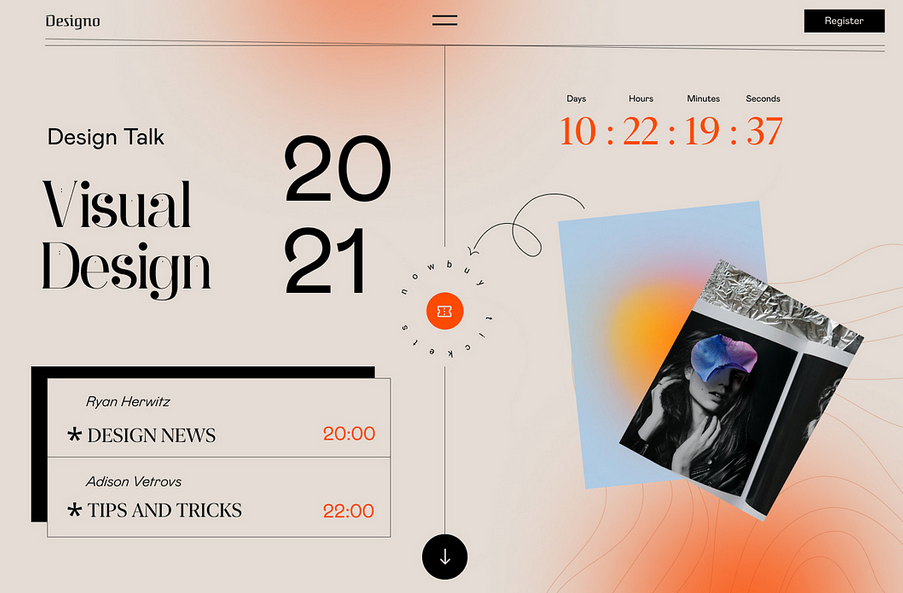 Designo
Register
Design Talk
Visual
Design
20
21
Days Hours Minutes Seconds
10 : 22 : 19 : 37
now buy tickets
Ryan Herwitz
* DESIGN NEWS 20:00
Adison Vetrovs
* TIPS AND TRICKS 22:00